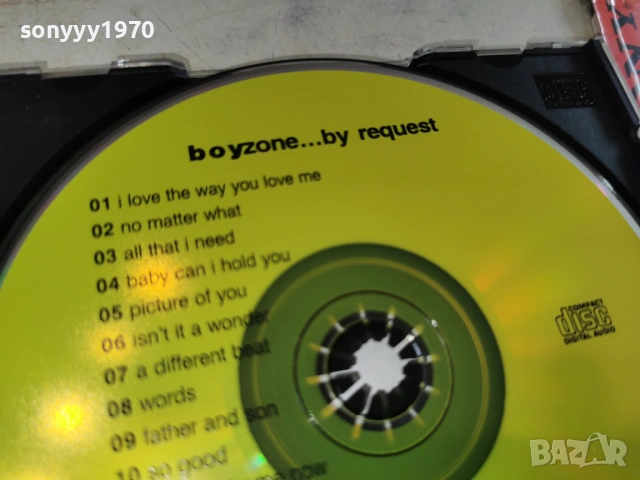 sonyyy1970
boyzone...by request
01 i love the way you love me
02 no matter what
03 all that i need
04 baby can i hold you
05 picture of you
06 isn't it a wonder
07 a different beat
08 words
09 father and son
10 so good
now
COMPACT
disc
DIGITAL AUDIO
BAZAR